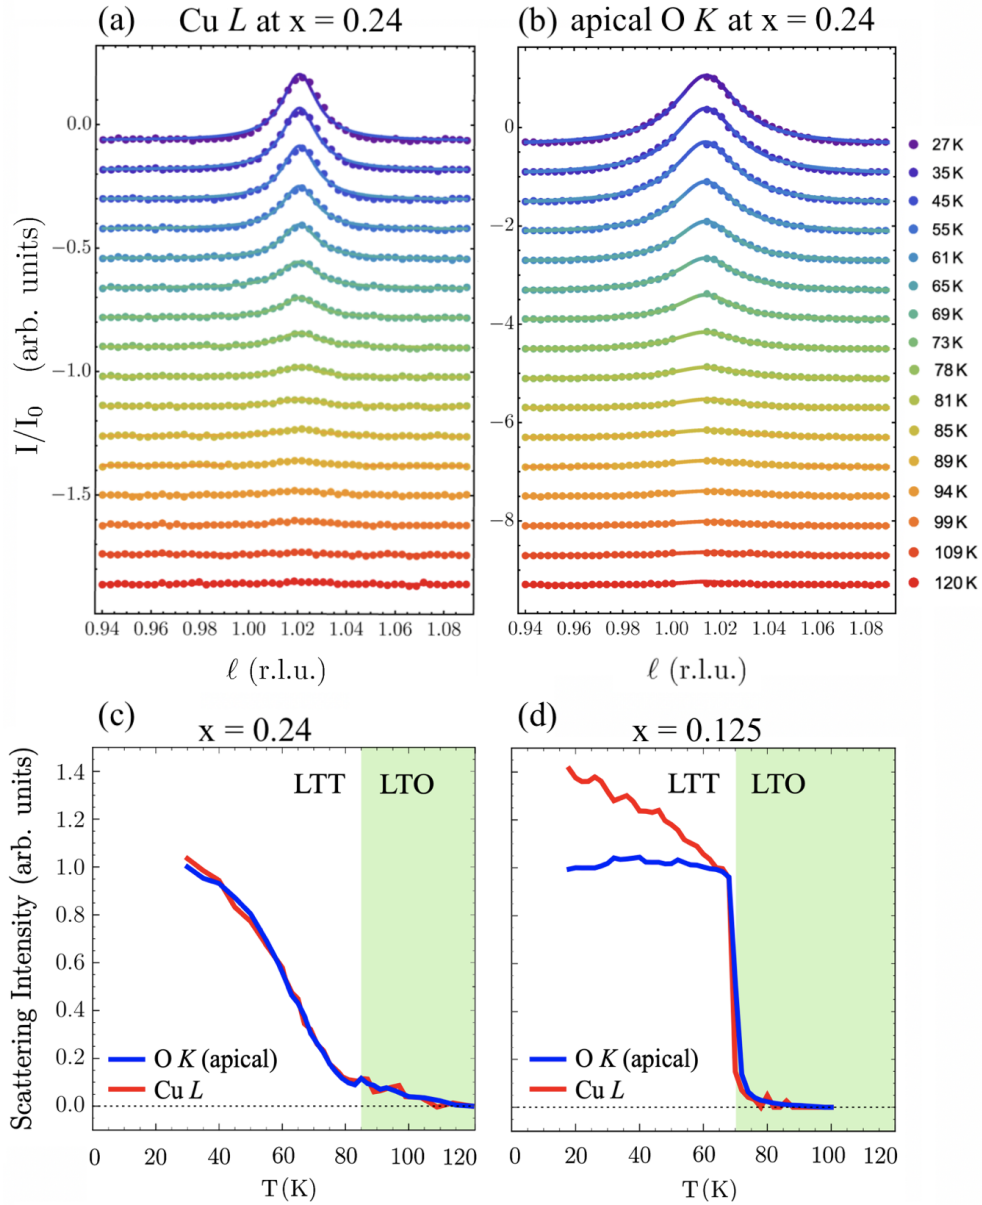 (a) Cu L at x = 0.24
(b) apical O K at x = 0.24
I/I₀ (arb. units)
0.0
−0.5
−1.0
−1.5
0.94 0.96 0.98 1.00 1.02 1.04 1.06 1.08
ℓ (r.l.u.)
0
−2
−4
−6
−8
0.94 0.96 0.98 1.00 1.02 1.04 1.06 1.08
ℓ (r.l.u.)
27 K
35 K
45 K
55 K
61 K
65 K
69 K
73 K
78 K
81 K
85 K
89 K
94 K
99 K
109 K
120 K
(c) x = 0.24
Scattering Intensity (arb. units)
1.4
1.2
1.0
0.8
0.6
0.4
0.2
0.0
LTT LTO
O K (apical)
Cu L
0 20 40 60 80 100 120
T(K)
(d) x = 0.125
LTT LTO
O K (apical)
Cu L
0 20 40 60 80 100 120
T(K)